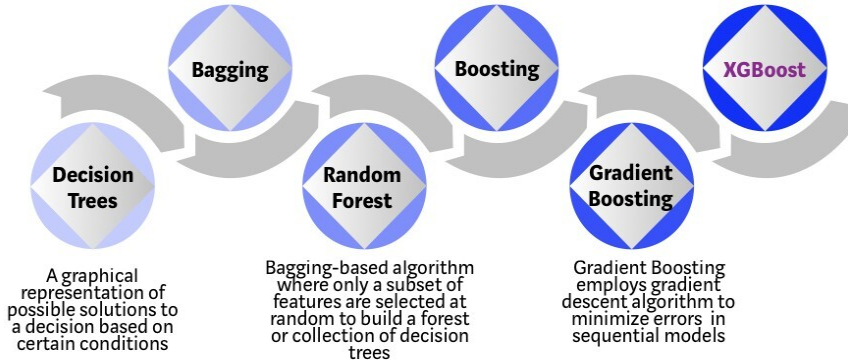 Bagging
Boosting
XGBoost
Decision
Trees
Random
Forest
Gradient
Boosting
A graphical
representation of
possible solutions to
a decision based on
certain conditions
Bagging-based algorithm
where only a subset of
features are selected at
random to build a forest
or collection of decision
trees
Gradient Boosting
employs gradient
descent algorithm to
minimize errors in
sequential models